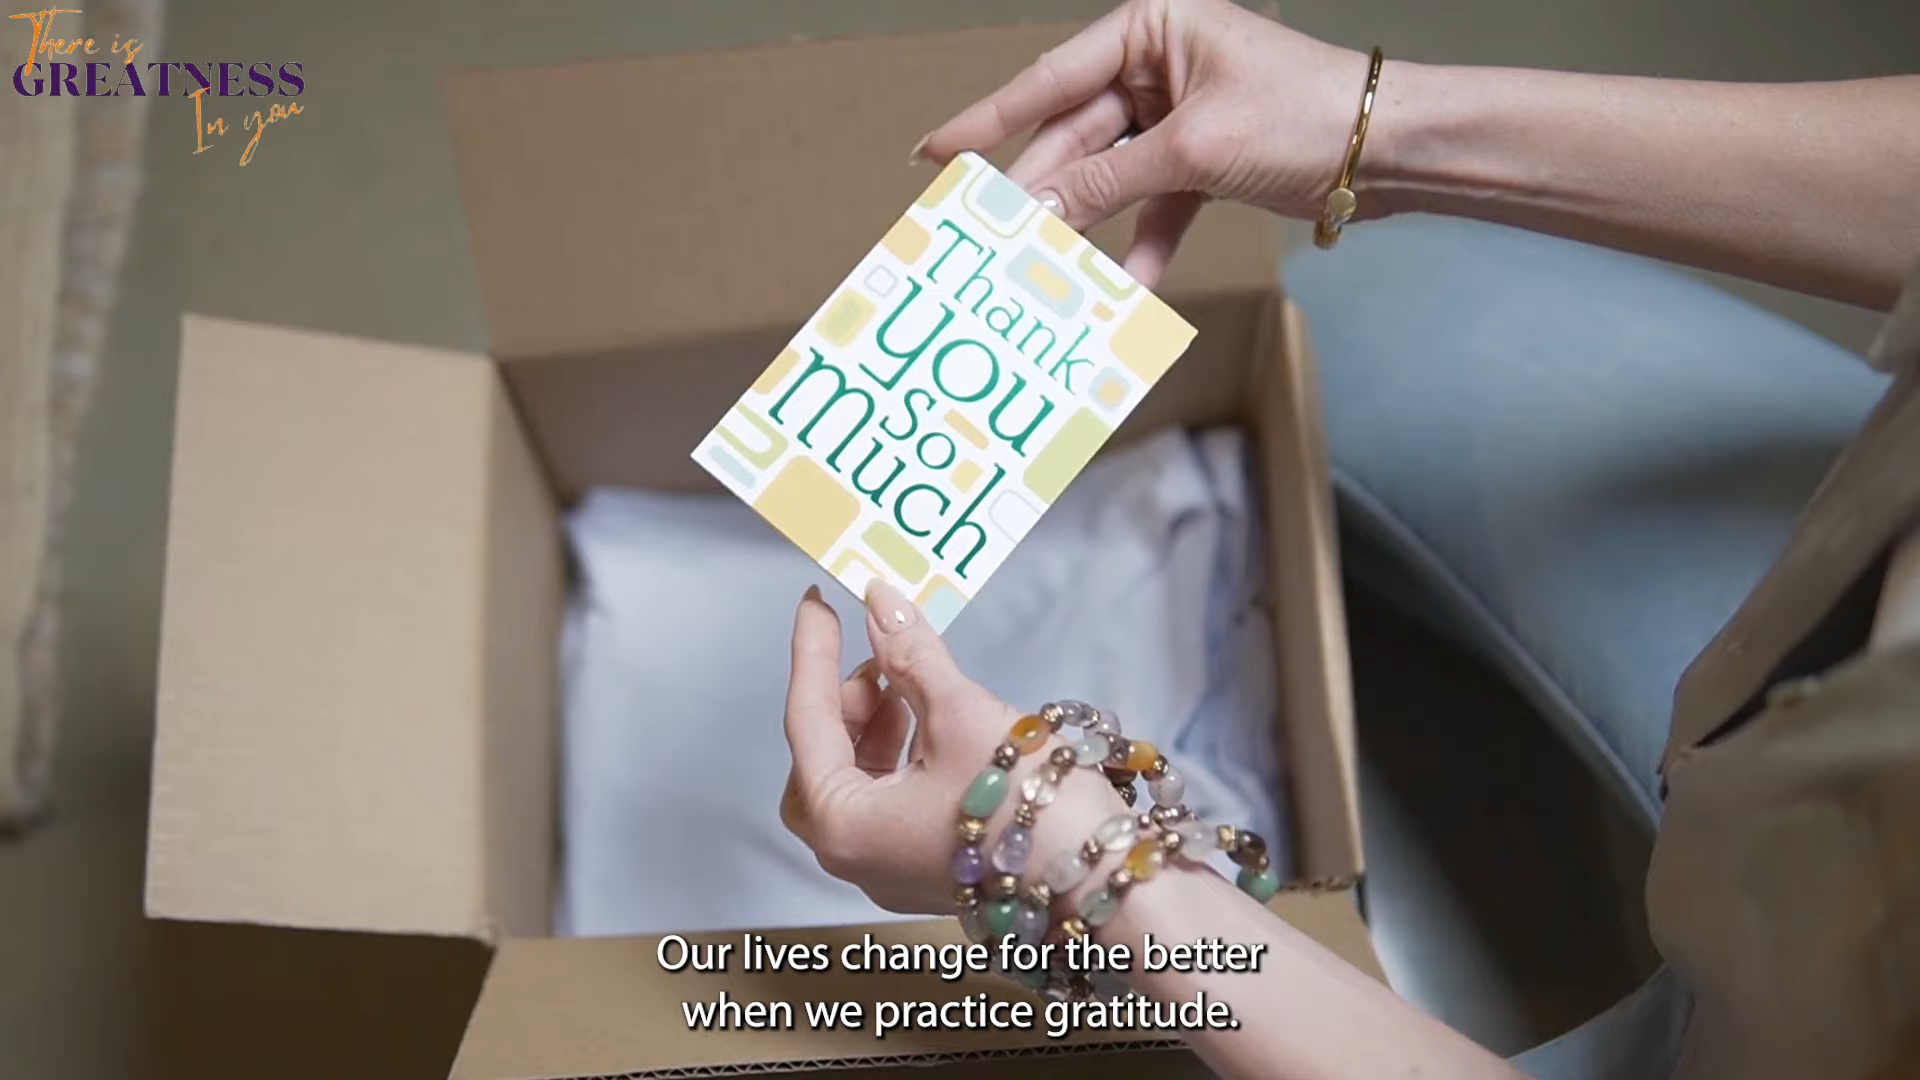 There is
GREATNESS
In you
Thank
you
so
much
Our lives change for the better
when we practice gratitude.